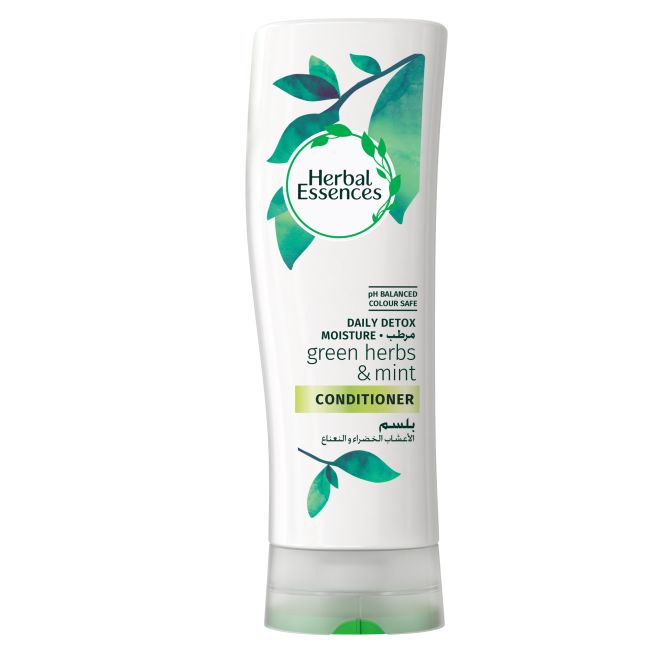 Herbal
Essences
pH BALANCED
COLOUR SAFE
DAILY DETOX
MOISTURE • مرطب
green herbs
& mint
CONDITIONER
بلسم
الأعشاب الخضراء و النعناع